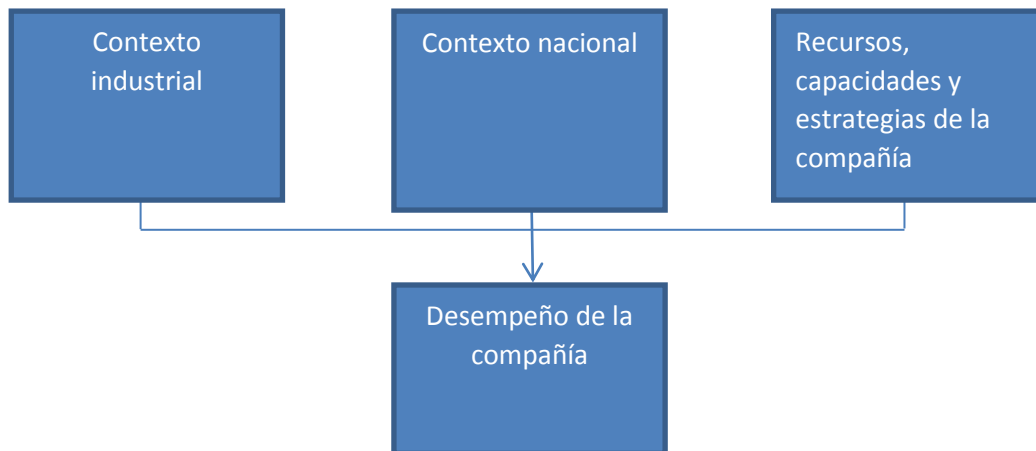 Contexto
industrial
Contexto nacional
Recursos,
capacidades y
estrategias de la
compañía
Desempeño de la
compañía